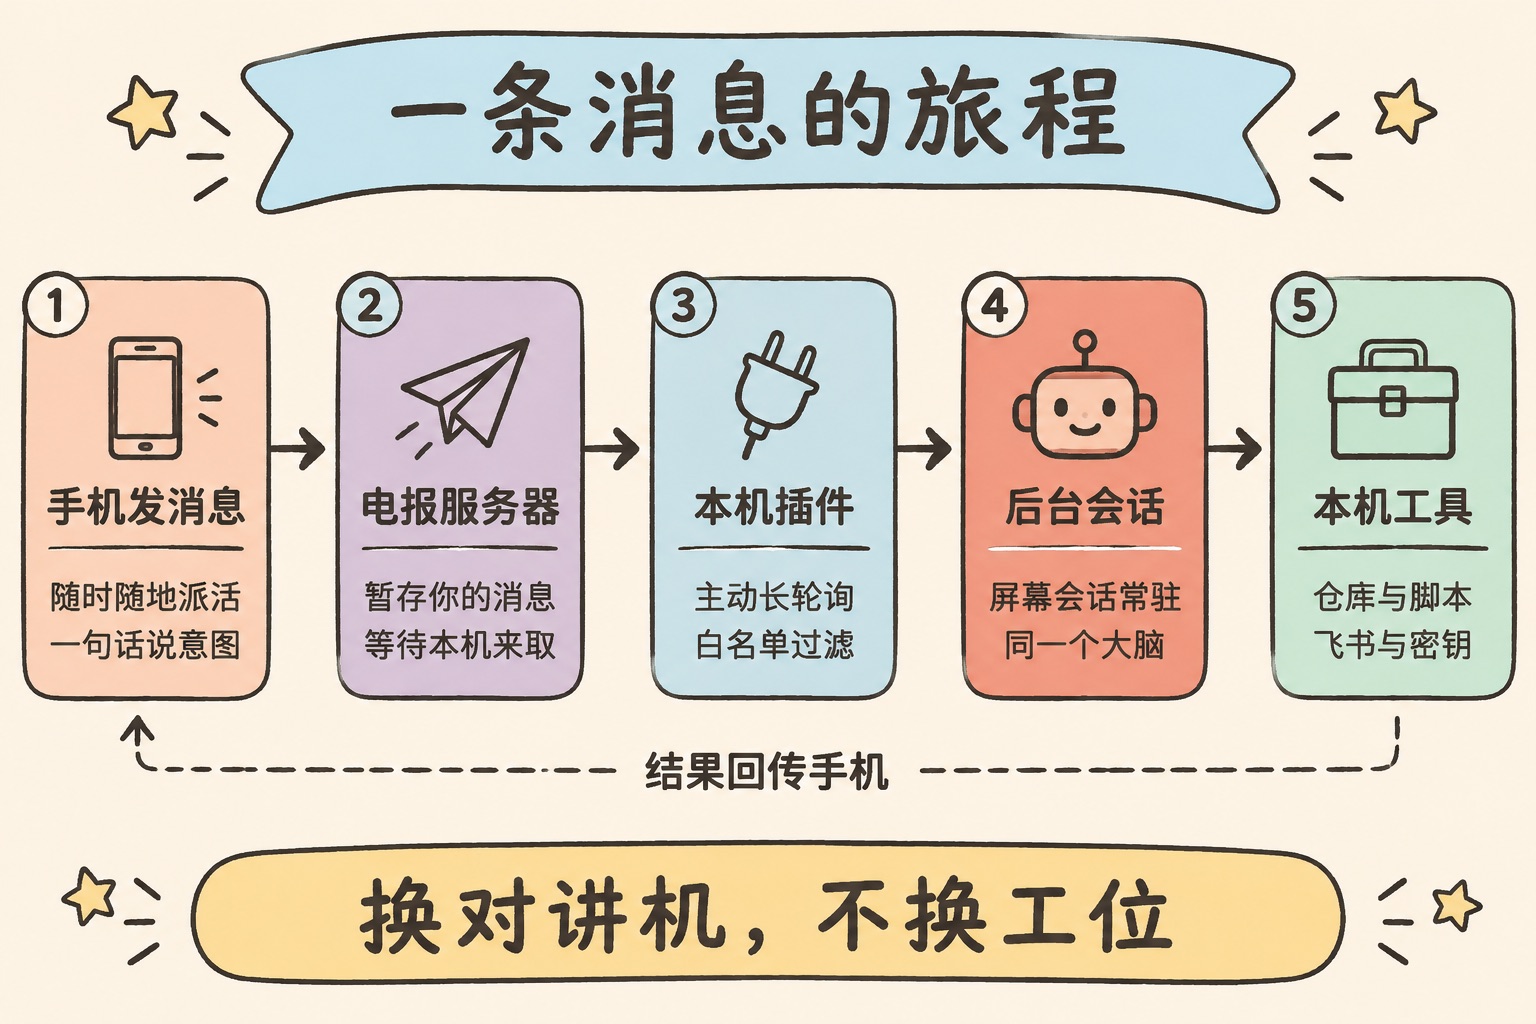 一条消息的旅程
1
手机发消息
随时随地派活
一句话说意图
2
电报服务器
暂存你的消息
等待本机来取
3
本机插件
主动长轮询
白名单过滤
4
后台会话
屏幕会话常驻
同一个大脑
5
本机工具
仓库与脚本
飞书与密钥
结果回传手机
换对讲机，不换工位